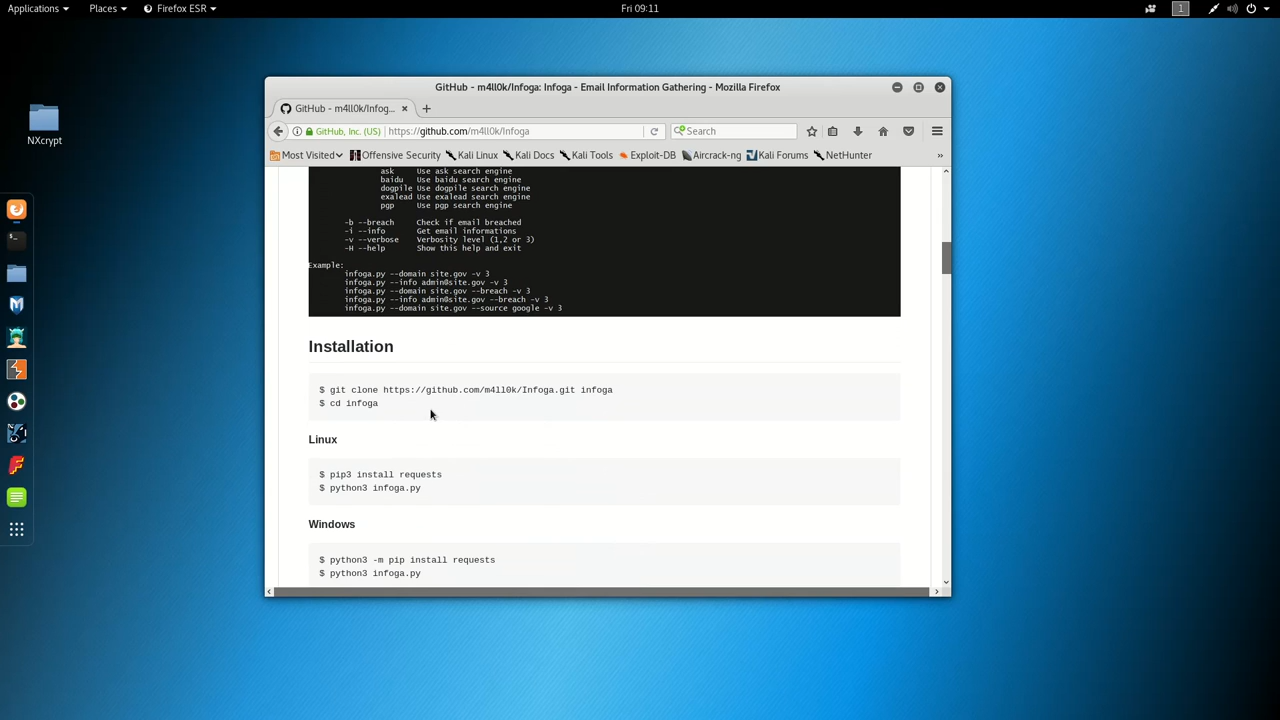 Applications Places Firefox ESR Fri 09:11 1
GitHub - m4ll0k/Infoga: Infoga - Email Information Gathering - Mozilla Firefox
NXcrypt
GitHub - m4ll0k/Infog...
GitHub, Inc. (US) https://github.com/m4ll0k/Infoga Search
Most Visited Offensive Security Kali Linux Kali Docs Kali Tools Exploit-DB Aircrack-ng Kali Forums NetHunter »
ask Use ask search engine
baidu Use baidu search engine
dogpile Use dogpile search engine
exalead Use exalead search engine
pgp Use pgp search engine
-b --breach Check if email breached
-i --info Get email informations
-v --verbose Verbosity level (1,2 or 3)
-H --help Show this help and exit
Example:
infoga.py --domain site.gov -v 3
infoga.py --info admin@site.gov -v 3
infoga.py --domain site.gov --breach -v 3
infoga.py --info admin@site.gov --breach -v 3
infoga.py --domain site.gov --source google -v 3
Installation
$ git clone https://github.com/m4ll0k/Infoga.git infoga
$ cd infoga
Linux
$ pip3 install requests
$ python3 infoga.py
Windows
$ python3 -m pip install requests
$ python3 infoga.py